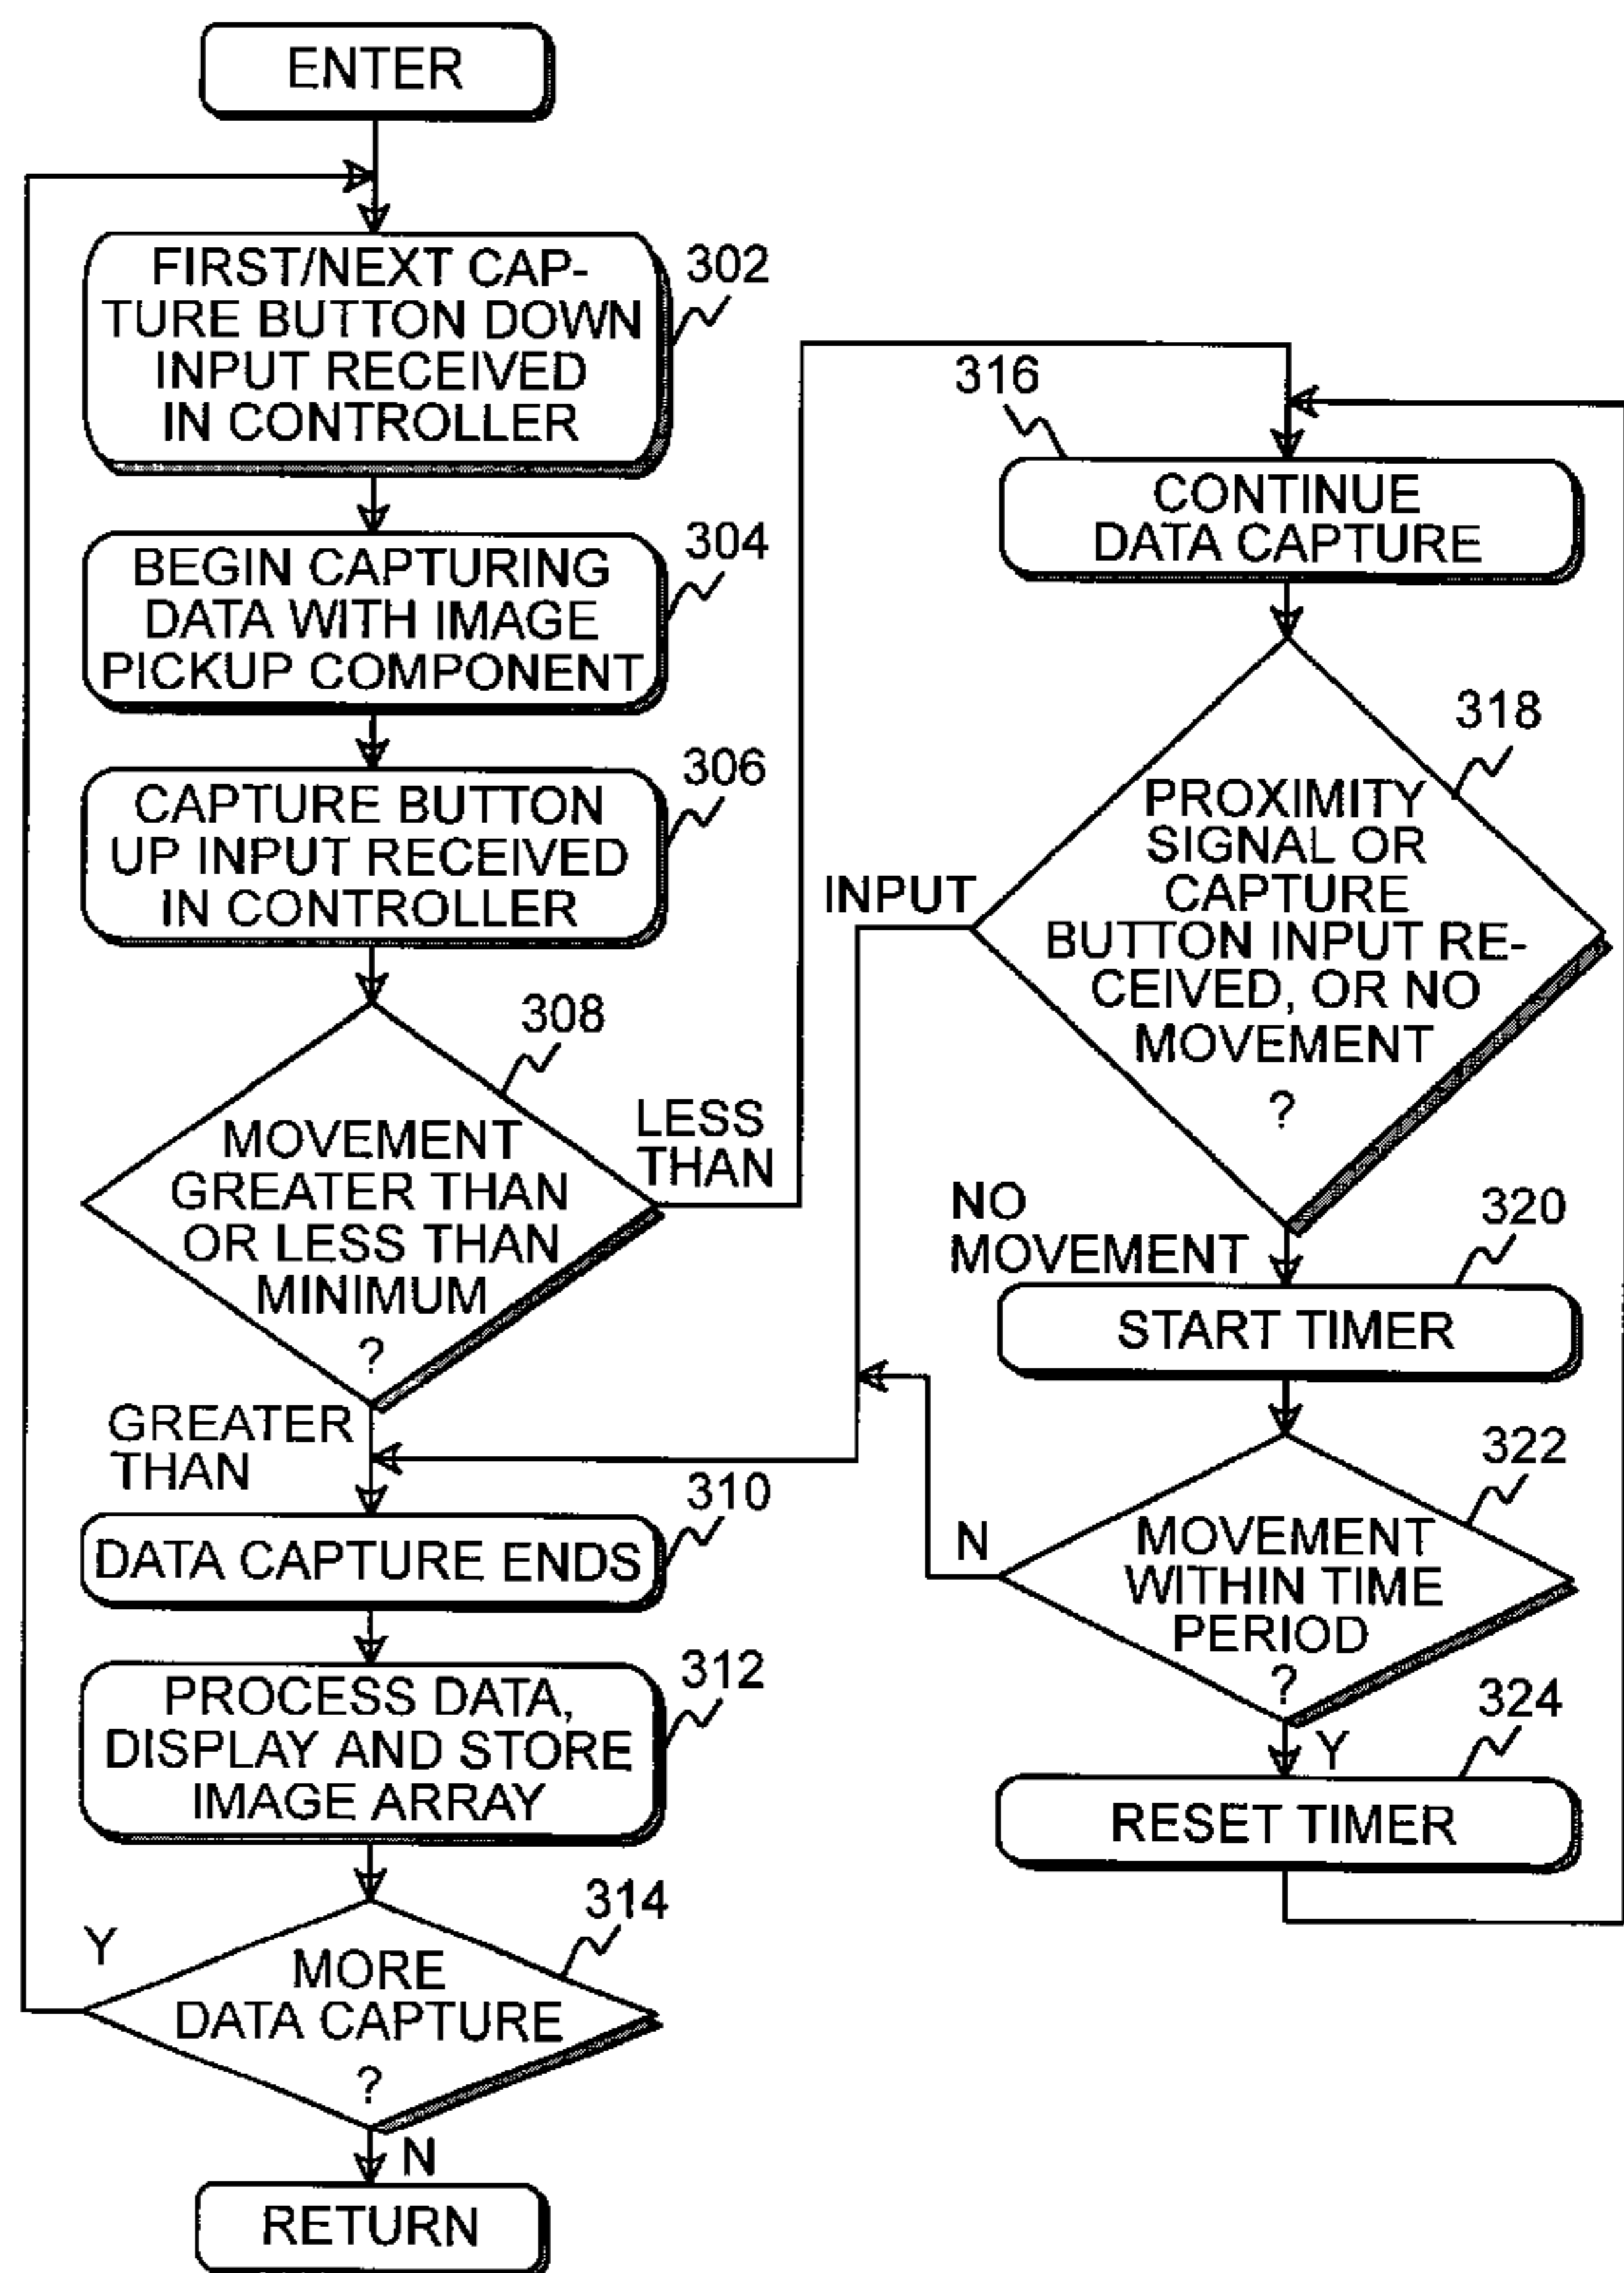 ENTER
FIRST/NEXT CAP-
TURE BUTTON DOWN
INPUT RECEIVED
IN CONTROLLER
302
BEGIN CAPTURING
DATA WITH IMAGE
PICKUP COMPONENT
304
CAPTURE BUTTON
UP INPUT RECEIVED
IN CONTROLLER
306
308
MOVEMENT
GREATER THAN
OR LESS THAN
MINIMUM
?
LESS
THAN
GREATER
THAN
310
DATA CAPTURE ENDS
312
PROCESS DATA,
DISPLAY AND STORE
IMAGE ARRAY
314
Y
MORE
DATA CAPTURE
?
N
RETURN
316
CONTINUE
DATA CAPTURE
318
PROXIMITY
SIGNAL OR
CAPTURE
BUTTON INPUT RE-
CEIVED, OR NO
MOVEMENT
?
INPUT
NO
MOVEMENT
320
START TIMER
322
MOVEMENT
WITHIN TIME
PERIOD
?
N
Y
324
RESET TIMER